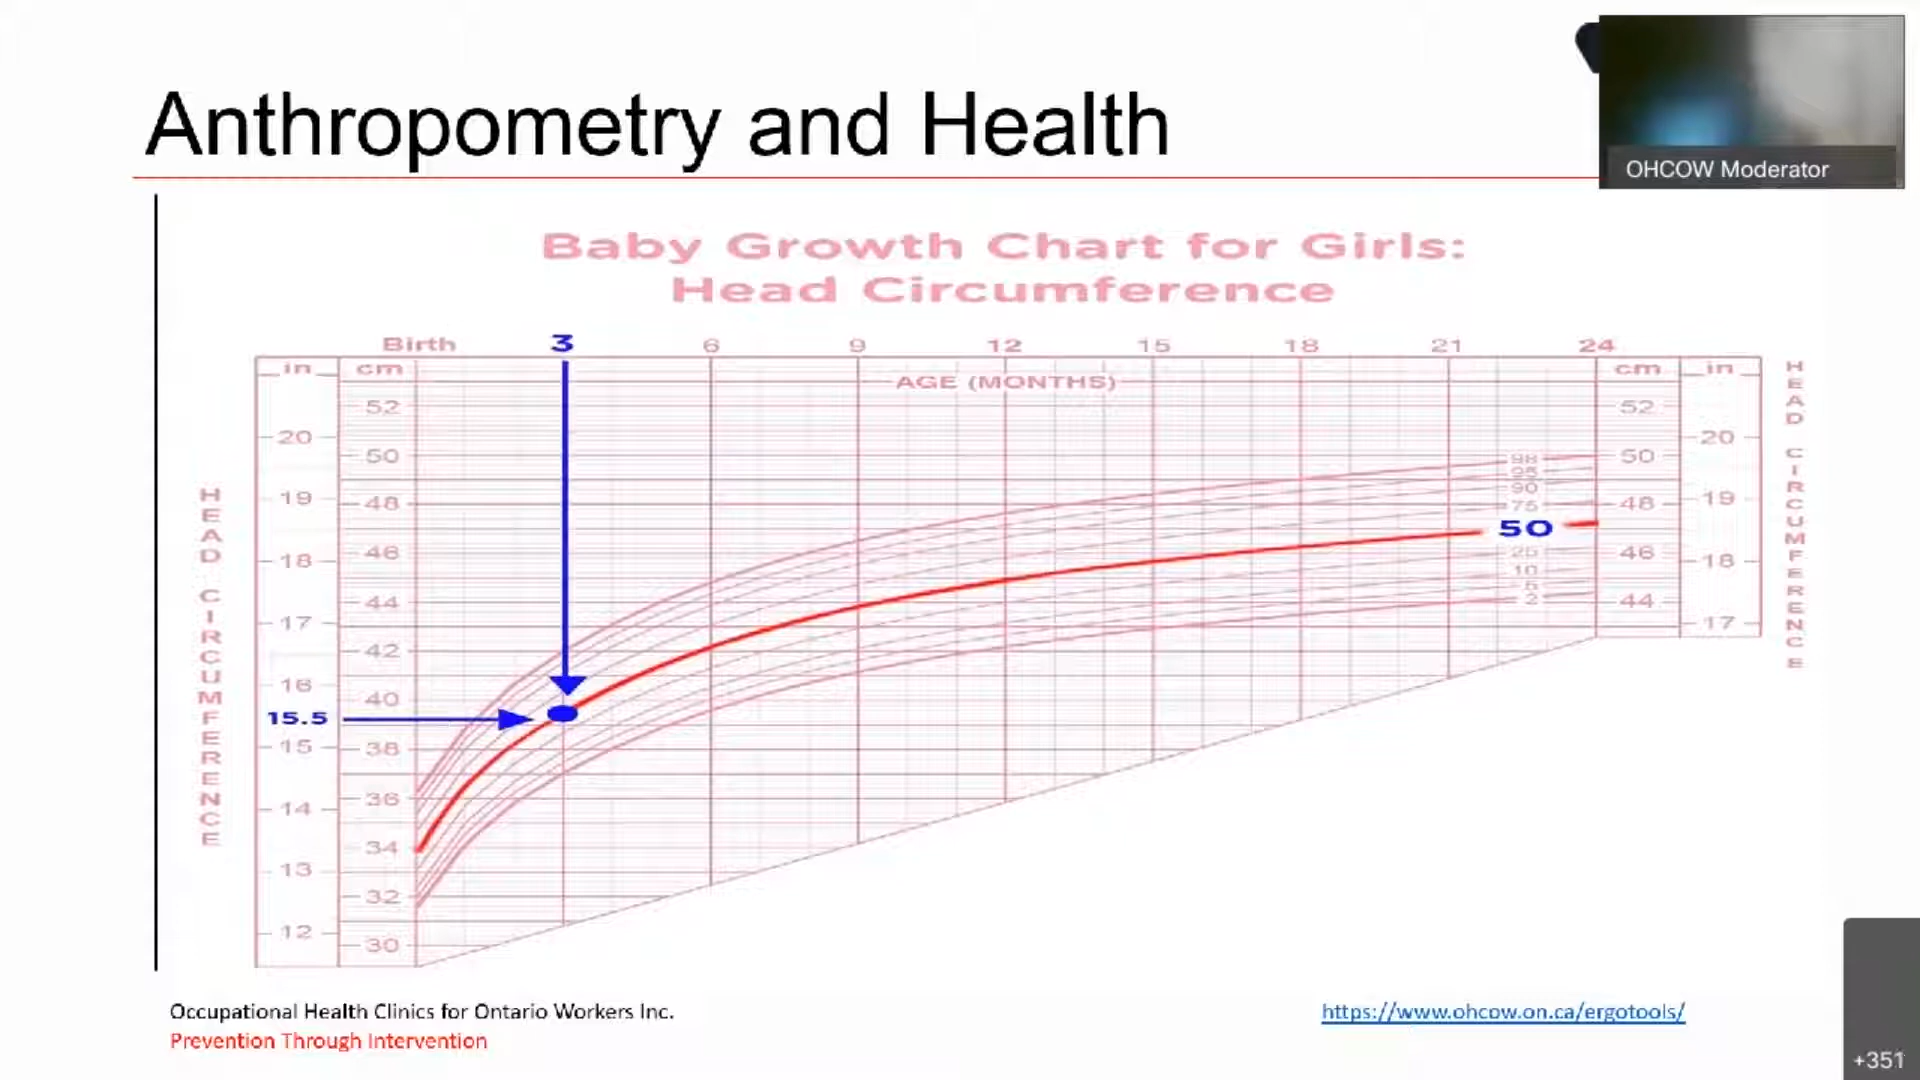 Anthropometry and Health
OHCOW Moderator
Baby Growth Chart for Girls:
Head Circumference
Birth 3 6 9 12 15 18 21 24
in cm AGE (MONTHS) cm in
52 52
20 20
50 50
98
95
90
19 48 75 48 19
50
46 25 46
18 10 18
5
44 2 44
17 17
42
16
40
15.5
15 38
36
14
34
13
32
12
30
HEAD CIRCUMFERENCE
HEAD CIRCUMFERENCE
Occupational Health Clinics for Ontario Workers Inc.
Prevention Through Intervention
https://www.ohcow.on.ca/ergotools/
+351